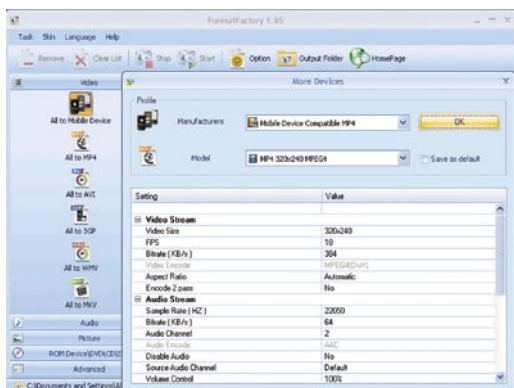 FormatFactory 1.85
Task Skin Language Help
Remove Clear List Stop Start Option Output Folder HomePage
Video
All to Mobile Device
All to MP4
All to AVI
All to 3GP
All to WMV
All to MKV
Audio
Picture
ROM Device\DVD\CD\
Advanced
C:\Documents and Settings\Al
More Devices
Profile
Manufacturers
Mobile Device Compatible MP4
OK
Model
MP4 320x240 MPEG4
Save as default
Setting Value
Video Stream
Video Size 320x240
FPS 18
Bitrate ( KB/s ) 384
Video Encode MPEG4(DivX)
Aspect Ratio Automatic
Encode 2 pass No
Audio Stream
Sample Rate ( HZ ) 22050
Bitrate ( KB/s ) 64
Audio Channel 2
Audio Encode AAC
Disable Audio No
Source Audio Channel Default
Volume Control 100%